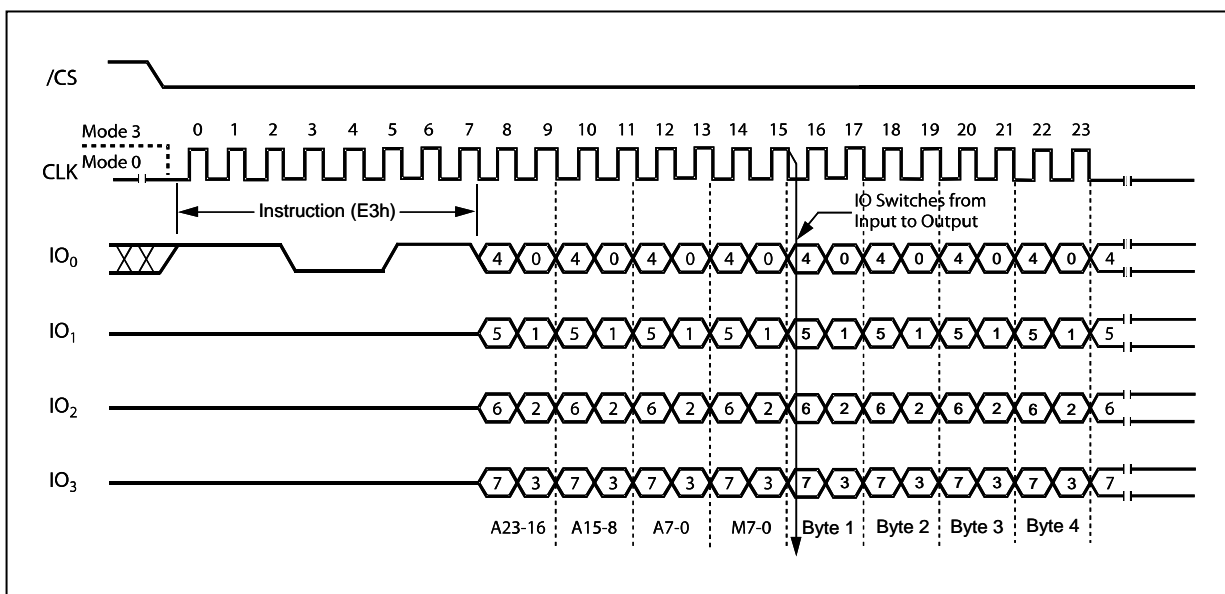 /CS
Mode 3
0 1 2 3 4 5 6 7 8 9 10 11 12 13 14 15 16 17 18 19 20 21 22 23
Mode 0
CLK
Instruction (E3h)
IO Switches from
Input to Output
IO0 4 0 4 0 4 0 4 0 4 0 4 0 4 0 4 0 4
IO1 5 1 5 1 5 1 5 1 5 1 5 1 5 1 5 1 5
IO2 6 2 6 2 6 2 6 2 6 2 6 2 6 2 6 2 6
IO3 7 3 7 3 7 3 7 3 7 3 7 3 7 3 7 3 7
A23-16 A15-8 A7-0 M7-0 Byte 1 Byte 2 Byte 3 Byte 4